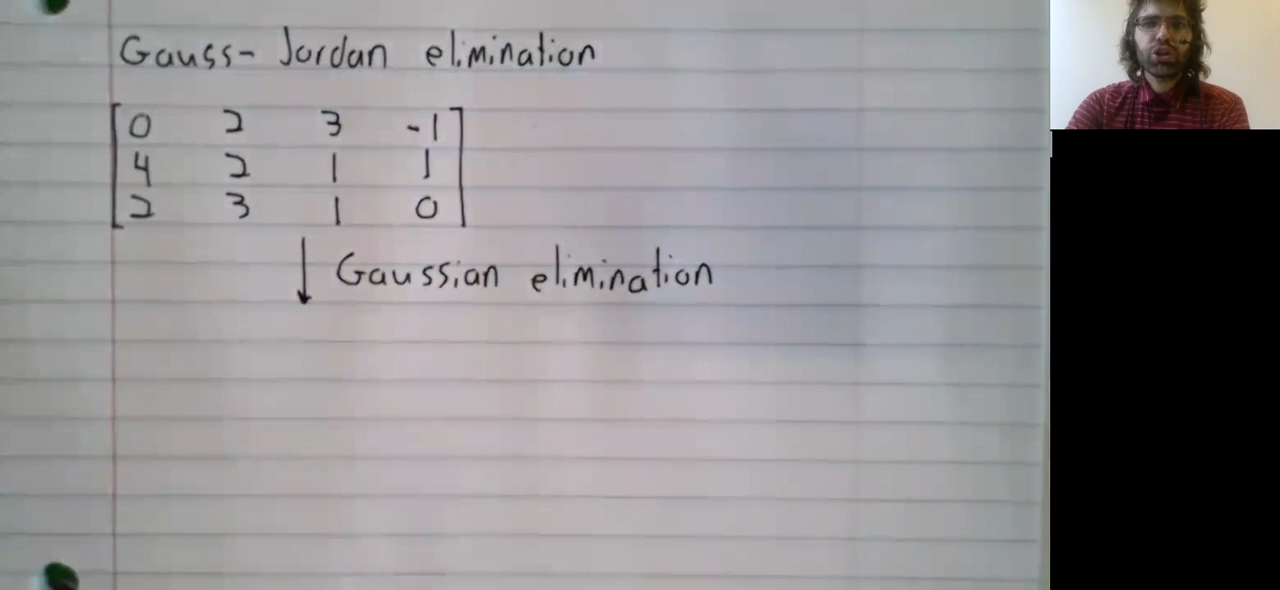 Gauss-Jordan elimination
0 2 3 -1
4 2 1 1
2 3 1 0
↓ Gaussian elimination